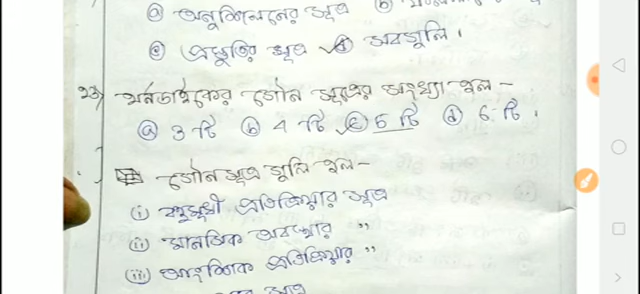 ⓐ অনুশীলনের সূত্র ⓑ
ⓒ প্রস্তুতির সূত্র ⓓ সবগুলি।
২৩) থর্নডাইকের গৌন সূত্রের সংখ্যা হল -
ⓐ 3 টি ⓑ 4 টি ⓒ 5 টি ⓓ 6 টি।
গৌন সূত্র গুলি হল -
(i) বহুমুখী প্রতিক্রিয়ার সূত্র
(ii) মানসিক অবস্থার "
(iii) আংশিক প্রতিক্রিয়ার "
সূত্র